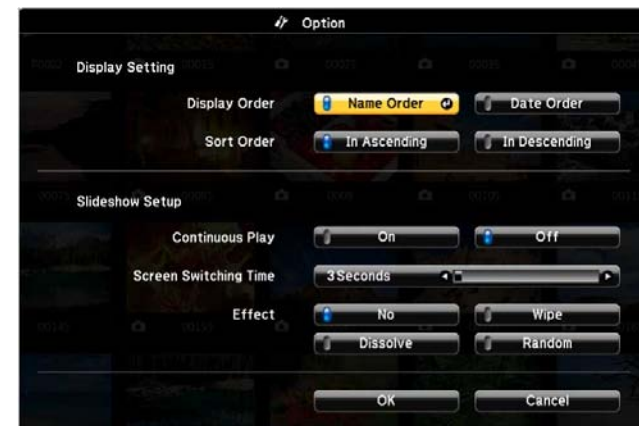 Option
Display Setting
Display Order Name Order Date Order
Sort Order In Ascending In Descending
Slideshow Setup
Continuous Play On Off
Screen Switching Time 3Seconds
Effect No Wipe
Dissolve Random
OK Cancel